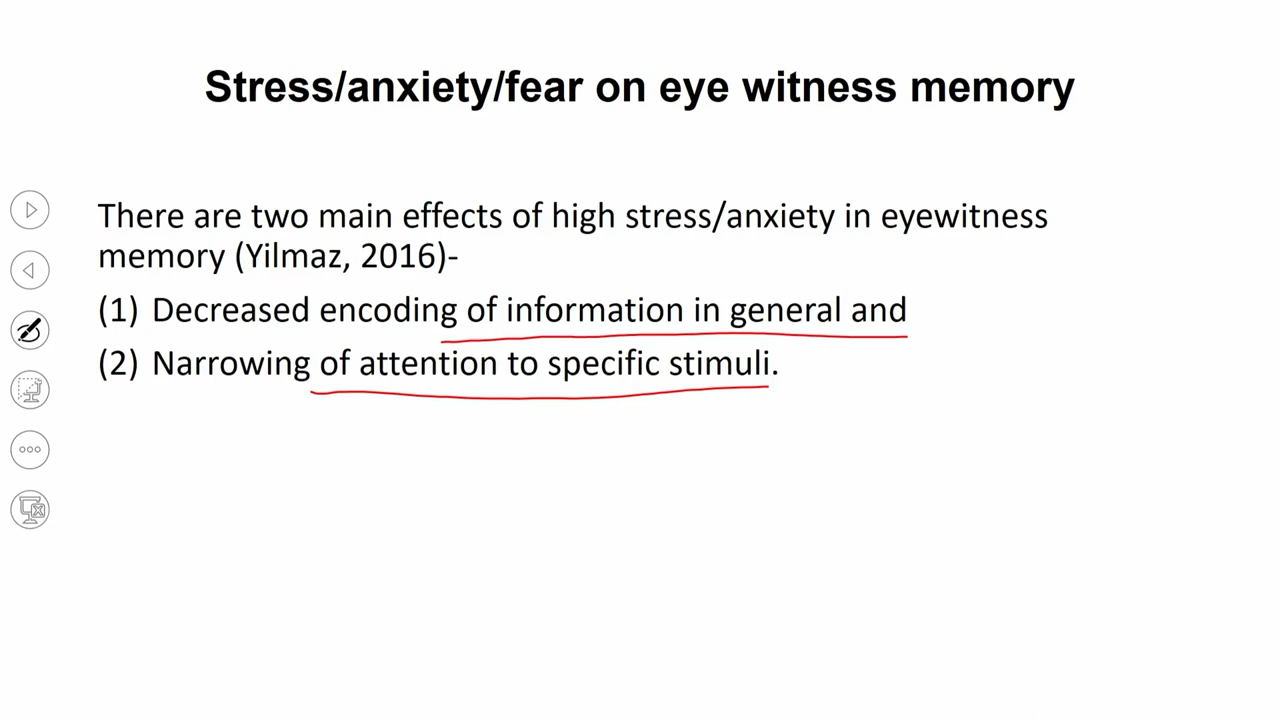 Stress/anxiety/fear on eye witness memory
There are two main effects of high stress/anxiety in eyewitness
memory (Yilmaz, 2016)-
(1) Decreased encoding of information in general and
(2) Narrowing of attention to specific stimuli.